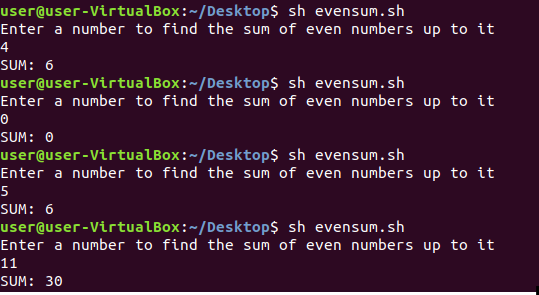 user@user-VirtualBox:~/Desktop$ sh evensum.sh
Enter a number to find the sum of even numbers up to it
4
SUM: 6
user@user-VirtualBox:~/Desktop$ sh evensum.sh
Enter a number to find the sum of even numbers up to it
0
SUM: 0
user@user-VirtualBox:~/Desktop$ sh evensum.sh
Enter a number to find the sum of even numbers up to it
5
SUM: 6
user@user-VirtualBox:~/Desktop$ sh evensum.sh
Enter a number to find the sum of even numbers up to it
11
SUM: 30